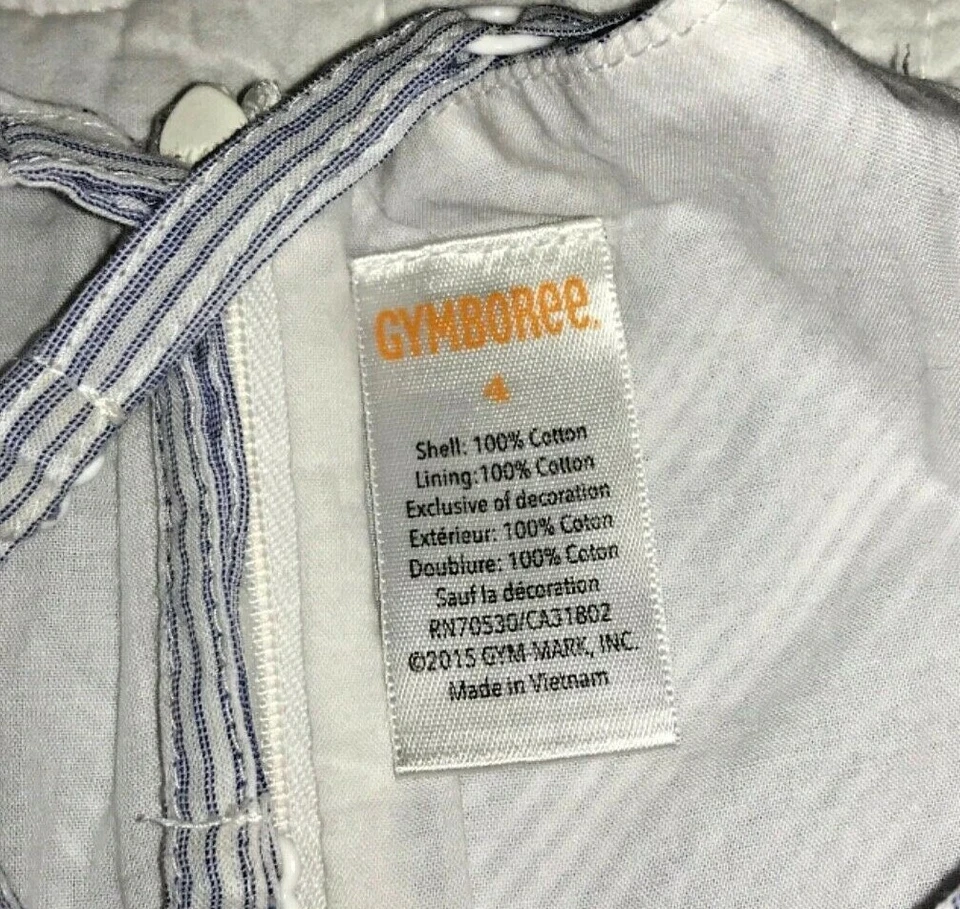 GYMBOREE.
4
Shell: 100% Cotton
Lining:100% Cotton
Exclusive of decoration
Extérieur: 100% Coton
Doublure: 100% Coton
Sauf la décoration
RN70530/CA31802
©2015 GYM-MARK, INC.
Made in Vietnam